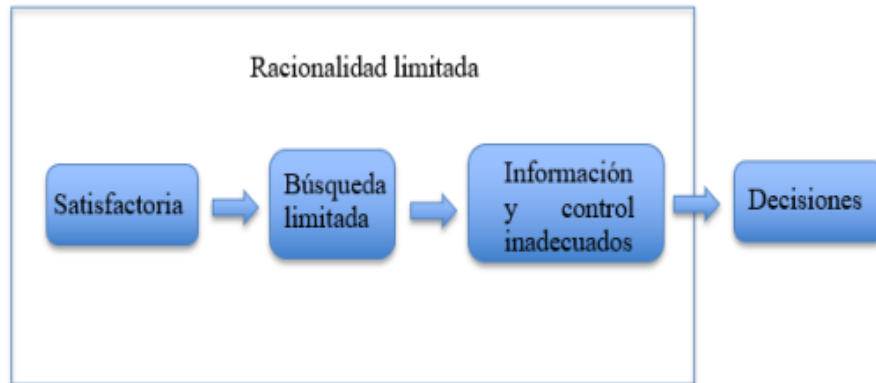 Racionalidad limitada
Satisfactoria
Búsqueda
limitada
Información
y control
inadecuados
Decisiones